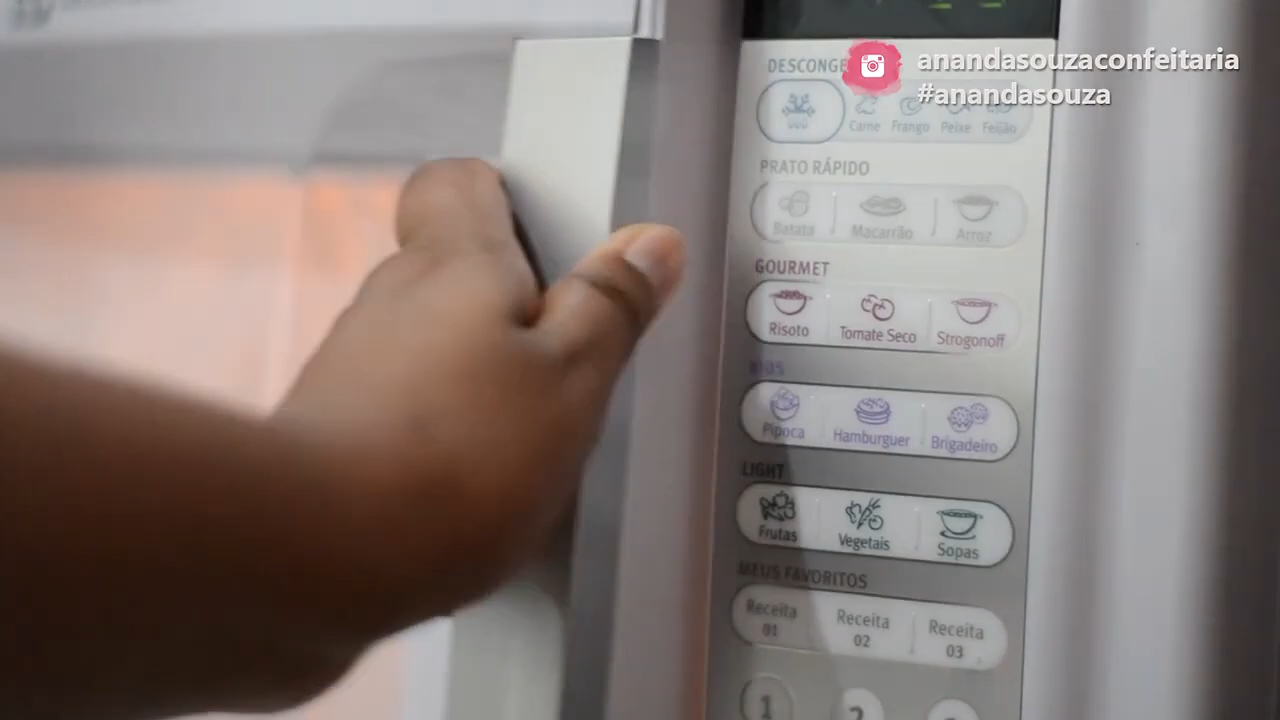 anandasouzaconfeitaria
#anandasouza
Carne Frango Peixe Feijão
PRATO RÁPIDO
Batata Macarrão Arroz
GOURMET
Risoto Tomate Seco Strogonoff
KIDS
Pipoca Hamburguer Brigadeiro
LIGHT
Frutas Vegetais Sopas
MEUS FAVORITOS
Receita 01
Receita 02
Receita 03
1 2